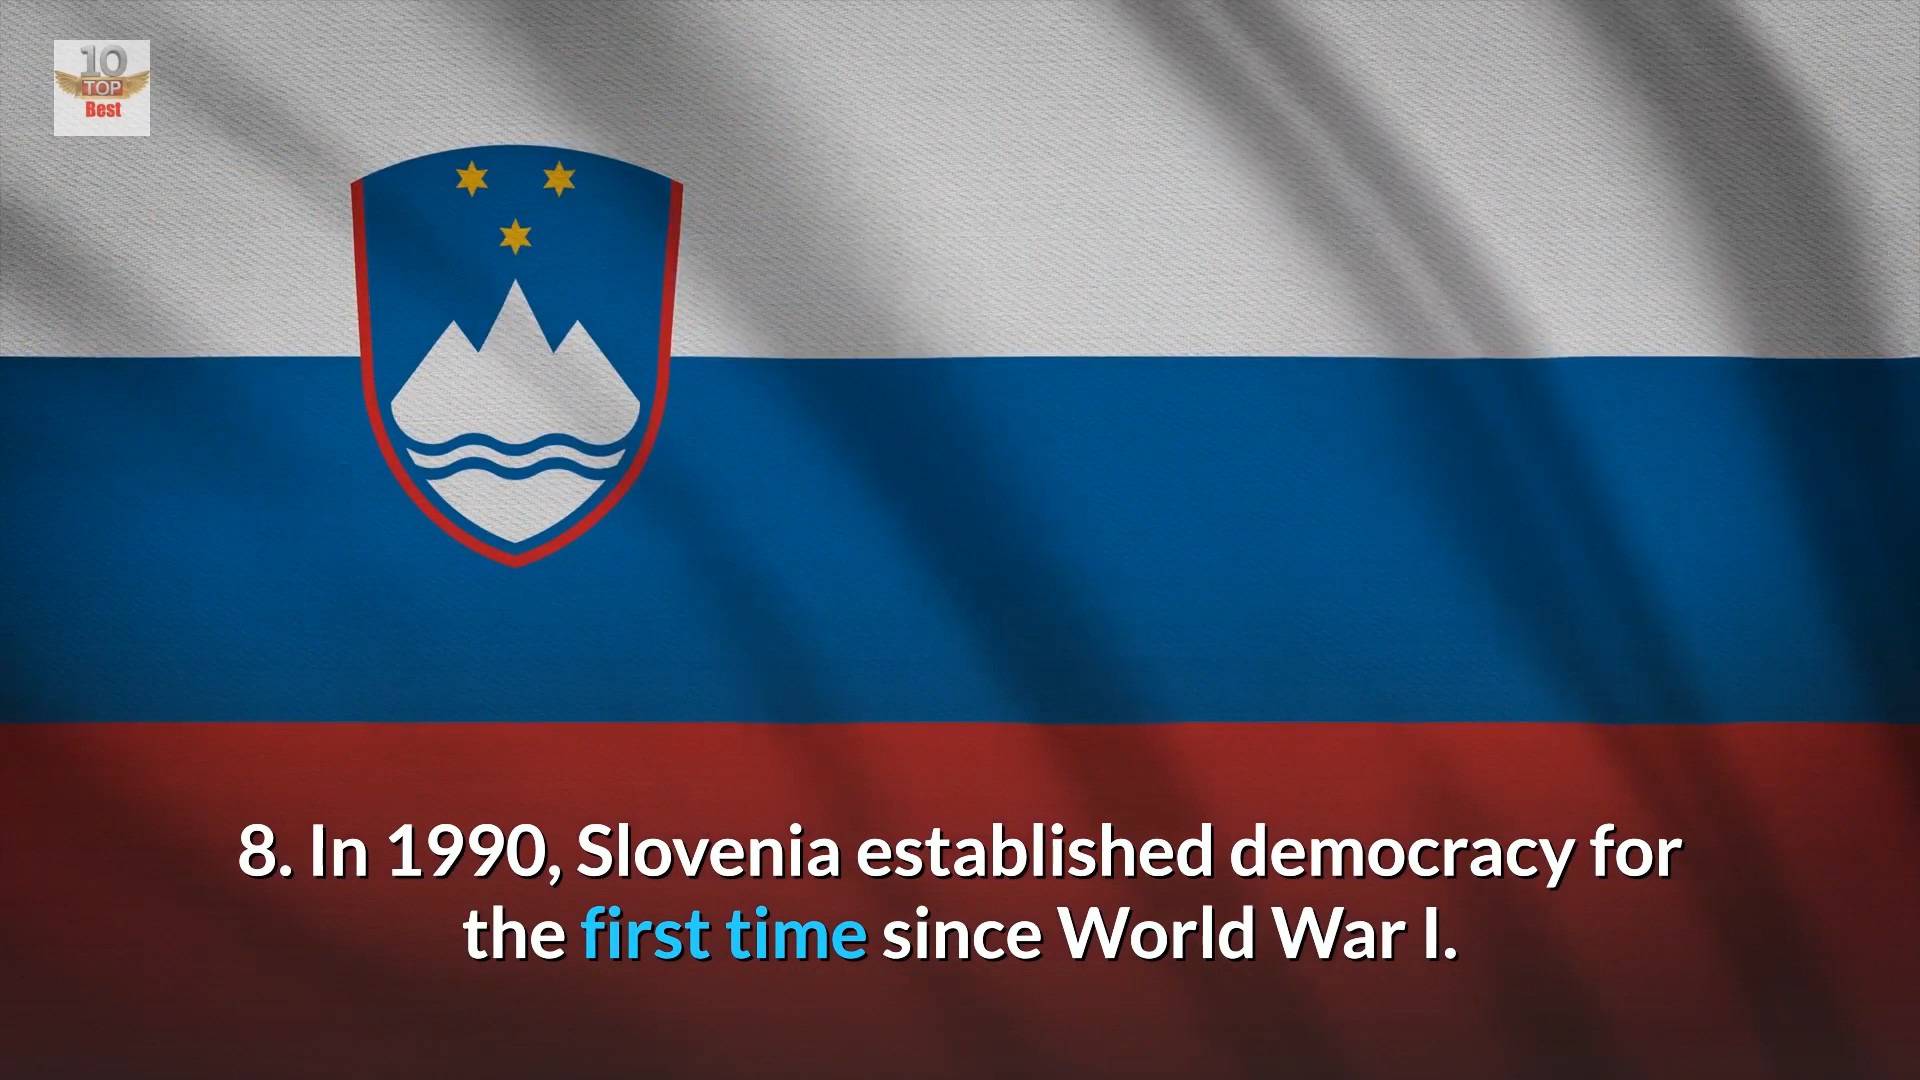 10
TOP
Best
8. In 1990, Slovenia established democracy for
the first time since World War I.